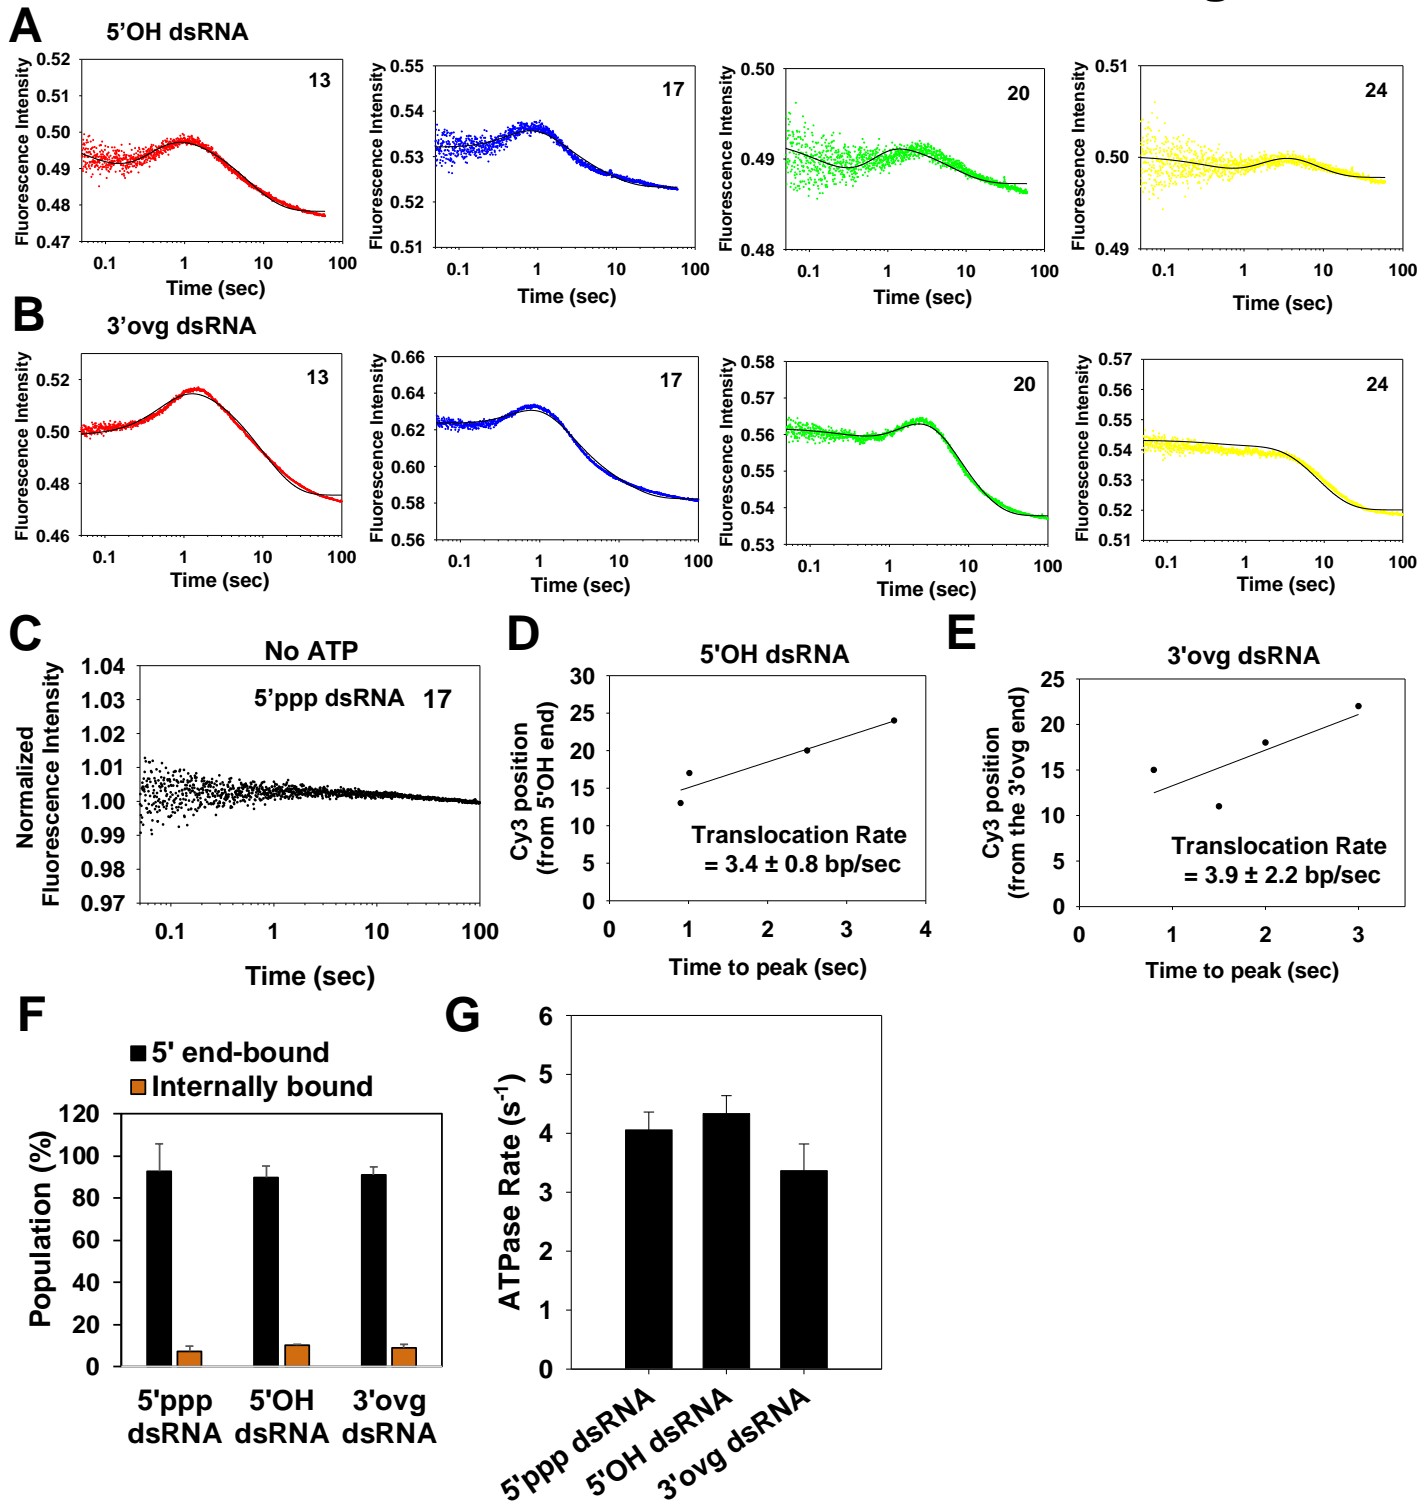 A
5'OH dsRNA
Fluorescence Intensity
0.52
0.51
0.50
0.49
0.48
0.47
13
0.1 1 10 100
Time (sec)
Fluorescence Intensity
0.55
0.54
0.53
0.52
0.51
17
0.1 1 10 100
Time (sec)
Fluorescence Intensity
0.50
0.49
0.48
20
0.1 1 10 100
Time (sec)
Fluorescence Intensity
0.51
0.50
0.49
24
0.1 1 10 100
Time (sec)
B
3'ovg dsRNA
Fluorescence Intensity
0.52
0.50
0.48
0.46
13
0.1 1 10 100
Time (sec)
Fluorescence Intensity
0.66
0.64
0.62
0.60
0.58
0.56
17
0.1 1 10 100
Time (sec)
Fluorescence Intensity
0.58
0.57
0.56
0.55
0.54
0.53
20
0.1 1 10 100
Time (sec)
Fluorescence Intensity
0.57
0.56
0.55
0.54
0.53
0.52
0.51
24
0.1 1 10 100
Time (sec)
C
No ATP
5'ppp dsRNA 17
Normalized
Fluorescence Intensity
1.04
1.03
1.02
1.01
1.00
0.99
0.98
0.97
0.1 1 10 100
Time (sec)
D
5'OH dsRNA
Cy3 position
(from 5'OH end)
30
25
20
15
10
5
0
Translocation Rate
= 3.4 ± 0.8 bp/sec
0 1 2 3 4
Time to peak (sec)
E
3'ovg dsRNA
Cy3 position
(from the 3'ovg end)
25
20
15
10
5
0
Translocation Rate
= 3.9 ± 2.2 bp/sec
0 1 2 3
Time to peak (sec)
F
5' end-bound
Internally bound
Population (%)
120
100
80
60
40
20
0
5'ppp dsRNA
5'OH dsRNA
3'ovg dsRNA
G
ATPase Rate (s-1)
6
5
4
3
2
1
0
5'ppp dsRNA
5'OH dsRNA
3'ovg dsRNA